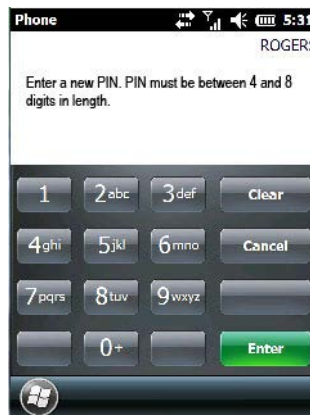 Phone 5:31
ROGERS
Enter a new PIN. PIN must be between 4 and 8
digits in length.
1 2abc 3def Clear
4ghi 5jkl 6mno Cancel
7pqrs 8tuv 9wxyz
0+ Enter